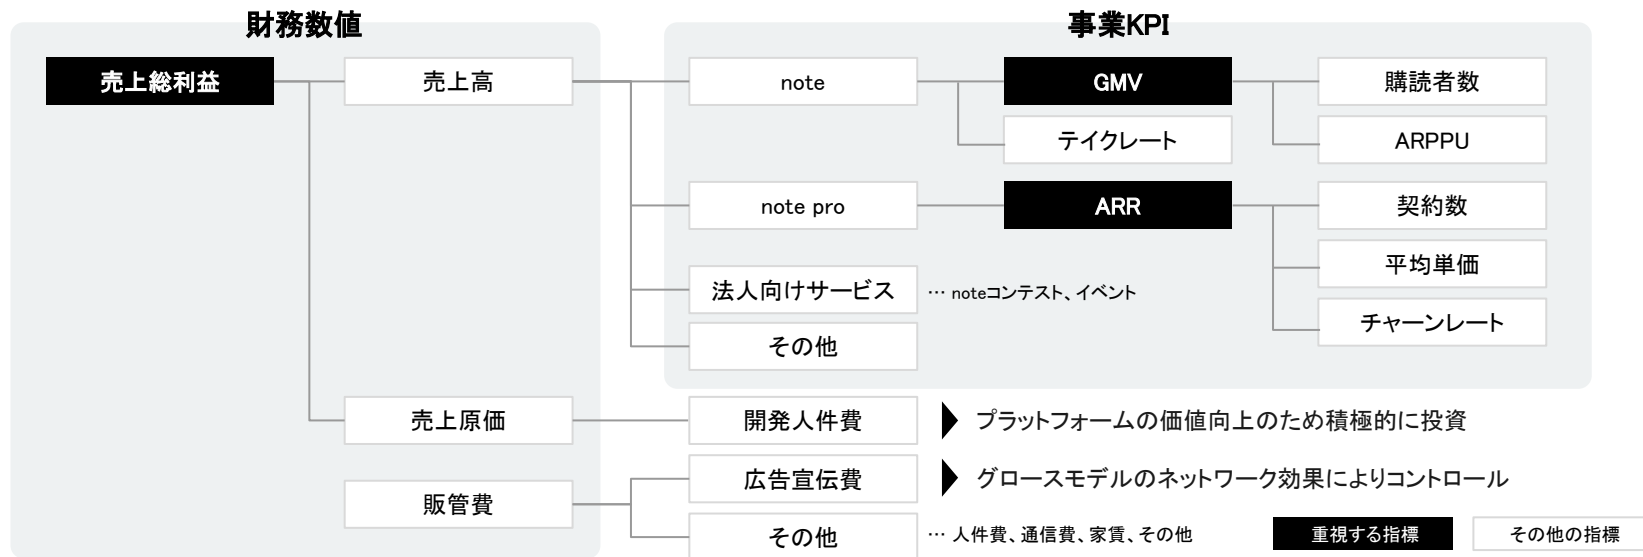 財務数値
事業KPI
売上総利益
売上高
note
GMV
購読者数
テイクレート
ARPPU
note pro
ARR
契約数
平均単価
法人向けサービス
… noteコンテスト、イベント
チャーンレート
その他
売上原価
開発人件費
プラットフォームの価値向上のため積極的に投資
広告宣伝費
グロースモデルのネットワーク効果によりコントロール
販管費
その他
… 人件費、通信費、家賃、その他
重視する指標
その他の指標